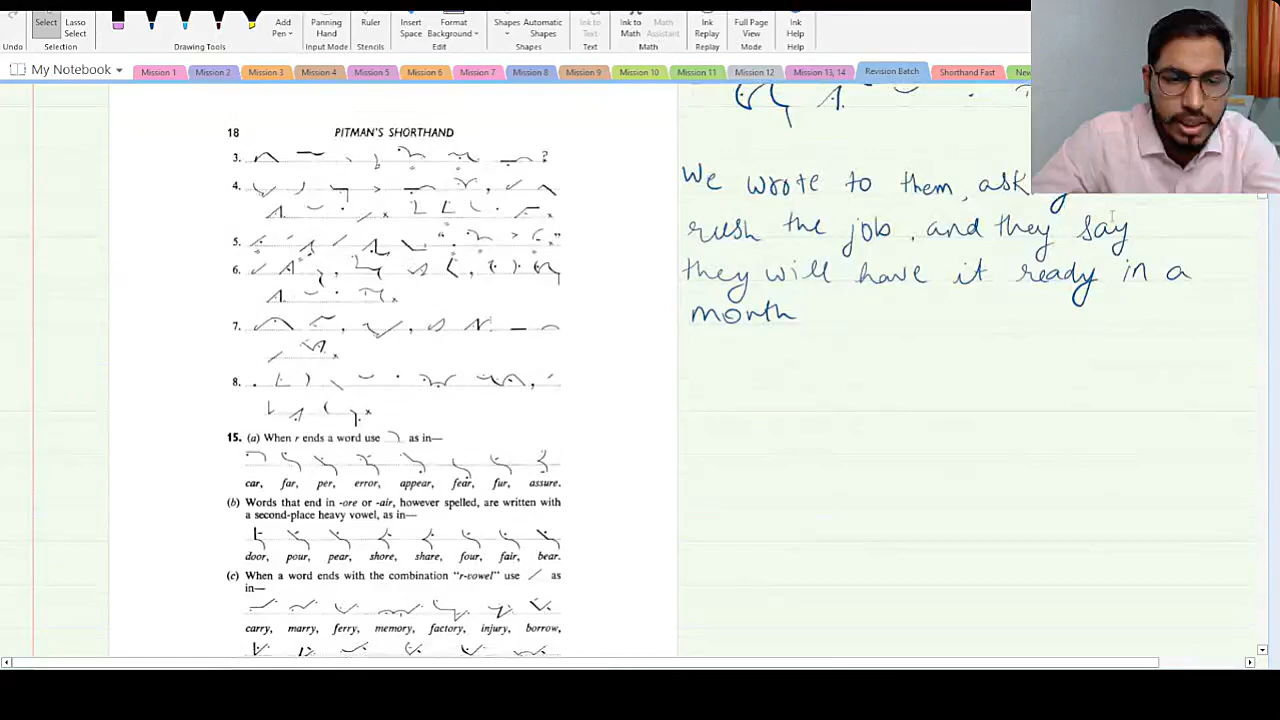 Select
Lasso Select
Add Pen
Panning Hand
Ruler
Insert Space
Format Background
Shapes
Automatic Shapes
Ink to Text
Ink to Math
Math Assistant
Ink Replay
Full Page View
Ink Help
Undo
Selection
Drawing Tools
Input Mode
Stencils
Edit
Shapes
Text
Math
Replay
Mode
Help
My Notebook
Mission 1
Mission 2
Mission 3
Mission 4
Mission 5
Mission 6
Mission 7
Mission 8
Mission 9
Mission 10
Mission 11
Mission 12
Mission 13, 14
Revision Batch
Shorthand Fast
New
18 PITMAN'S SHORTHAND
3. ?
4.
5.
6.
7.
8.
15. (a) When r ends a word use as in—
car, far, per, error, appear, fear, fur, assure.
(b) Words that end in -ore or -air, however spelled, are written with
a second-place heavy vowel, as in—
door, pour, pear, shore, share, four, fair, bear.
(c) When a word ends with the combination "r-vowel" use as
in—
carry, marry, ferry, memory, factory, injury, borrow,
We wrote to them, ask
rush the job, and they say
they will have it ready in a
month